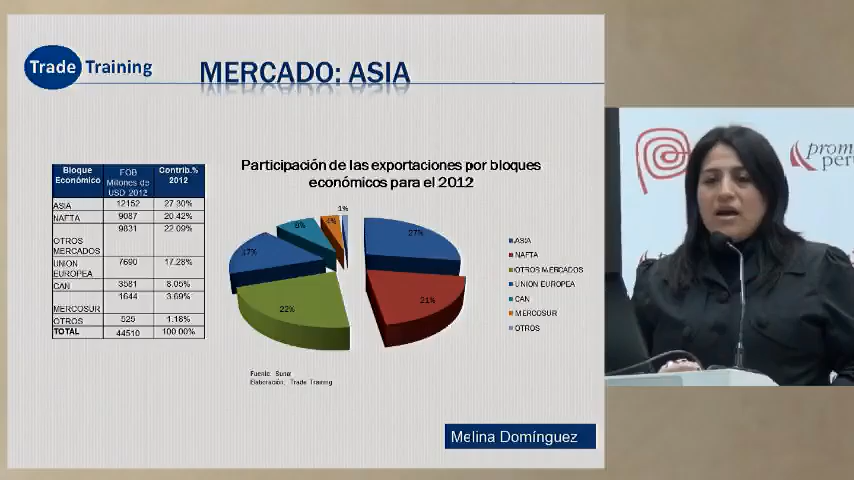 Trade Training
MERCADO: ASIA
Bloque Económico FOB Millones de USD 2012 Contrib.% 2012
ASIA 12152 27.30%
NAFTA 9087 20.42%
OTROS MERCADOS 9831 22.09%
UNION EUROPEA 7690 17.28%
CAN 3581 8.05%
MERCOSUR 1644 3.69%
OTROS 525 1.18%
TOTAL 44510 100.00%
Participación de las exportaciones por bloques
económicos para el 2012
1%
4%
8%
27%
17%
21%
22%
ASIA
NAFTA
OTROS MERCADOS
UNION EUROPEA
CAN
MERCOSUR
OTROS
Fuente: Sunat
Elaboración: Trade Training
Melina Domínguez
prom
perú